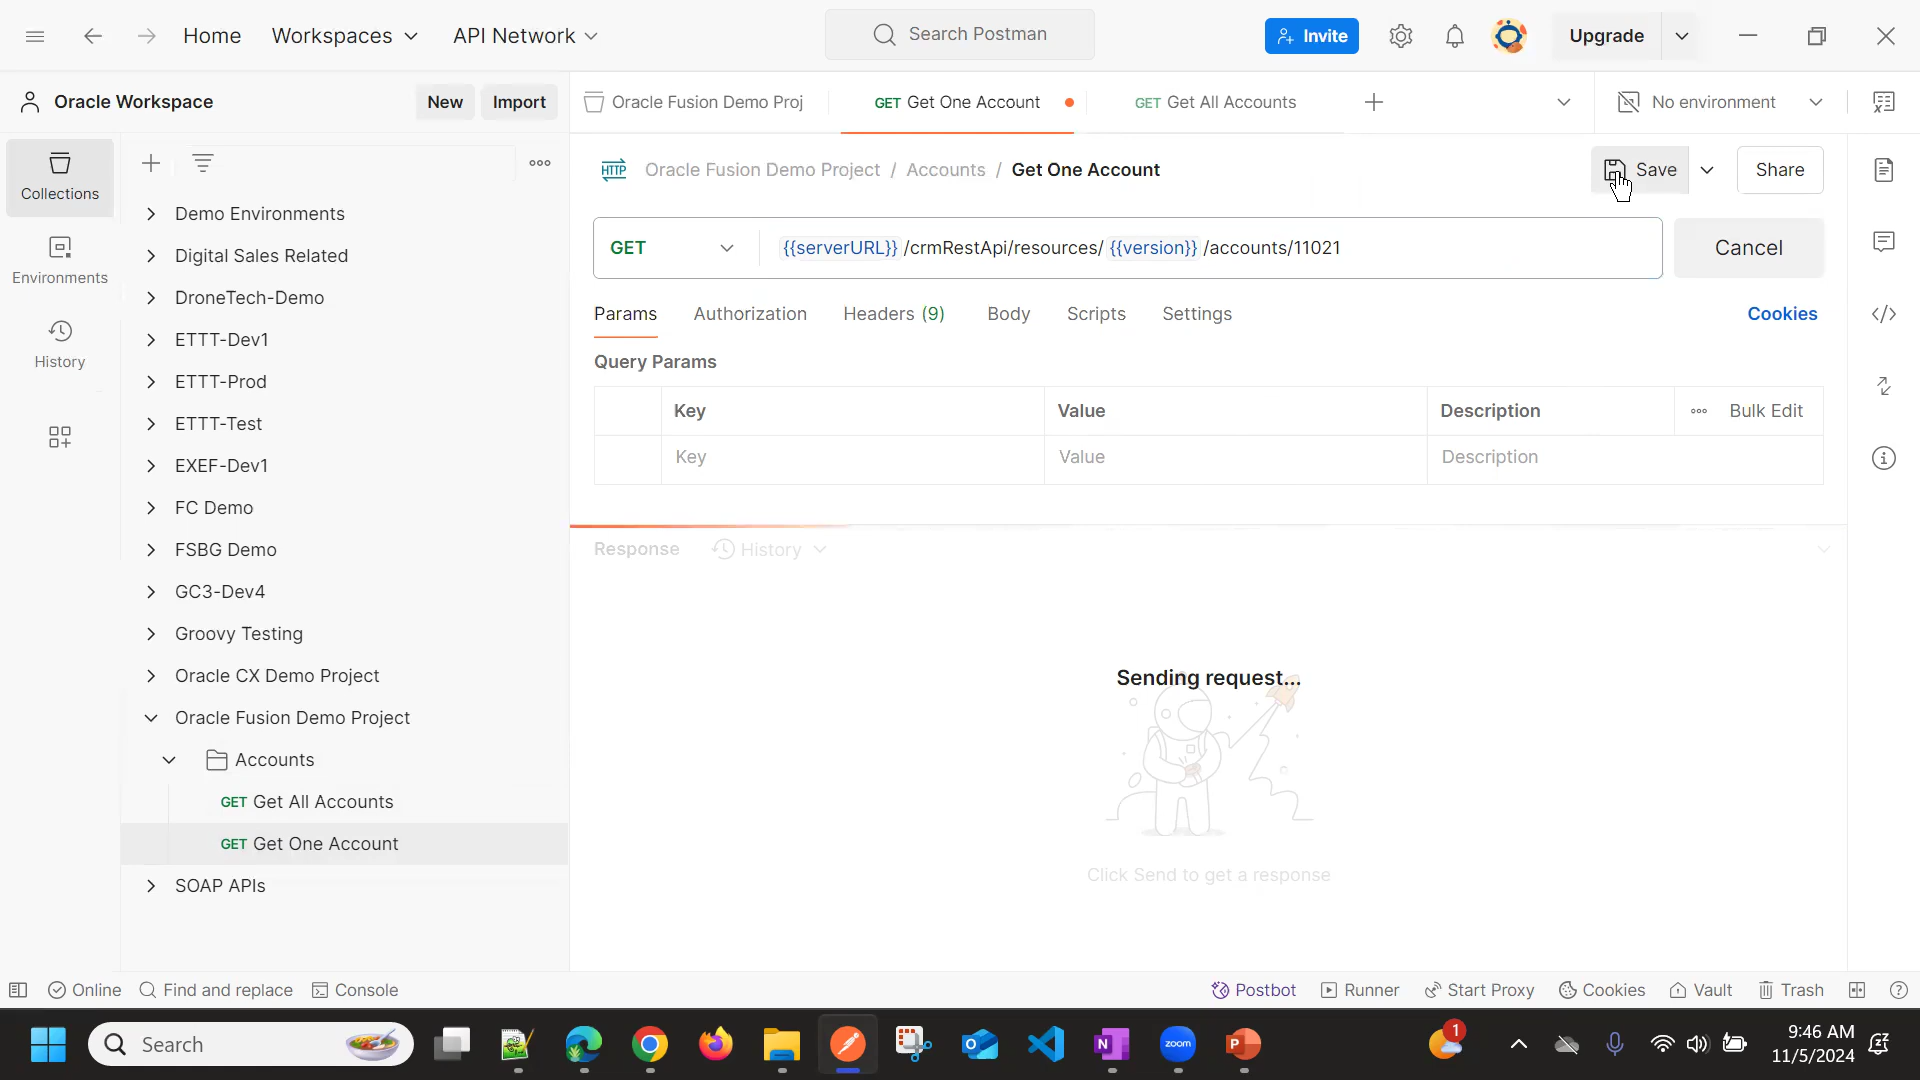 Home Workspaces API Network Search Postman Invite Upgrade
Oracle Workspace New Import Oracle Fusion Demo Proj GET Get One Account GET Get All Accounts No environment
Collections
Environments
History
Demo Environments
Digital Sales Related
DroneTech-Demo
ETTT-Dev1
ETTT-Prod
ETTT-Test
EXEF-Dev1
FC Demo
FSBG Demo
GC3-Dev4
Groovy Testing
Oracle CX Demo Project
Oracle Fusion Demo Project
Accounts
GET Get All Accounts
GET Get One Account
SOAP APIs
HTTP Oracle Fusion Demo Project / Accounts / Get One Account Save Share
GET {{serverURL}} /crmRestApi/resources/ {{version}} /accounts/11021 Cancel
Params Authorization Headers (9) Body Scripts Settings Cookies
Query Params
Key Value Description Bulk Edit
Key Value Description
Response History
Sending request...
Click Send to get a response
Online Find and replace Console Postbot Runner Start Proxy Cookies Vault Trash
Search zoom 1 9:46 AM
11/5/2024